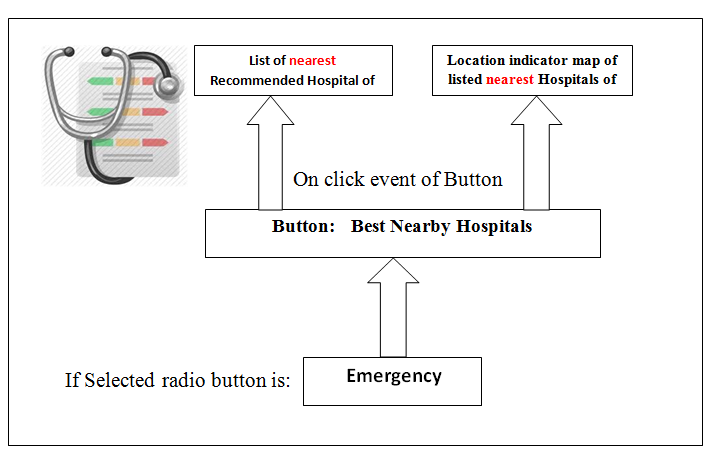 List of nearest
Recommended Hospital of
Location indicator map of
listed nearest Hospitals of
On click event of Button
Button: Best Nearby Hospitals
If Selected radio button is:
Emergency